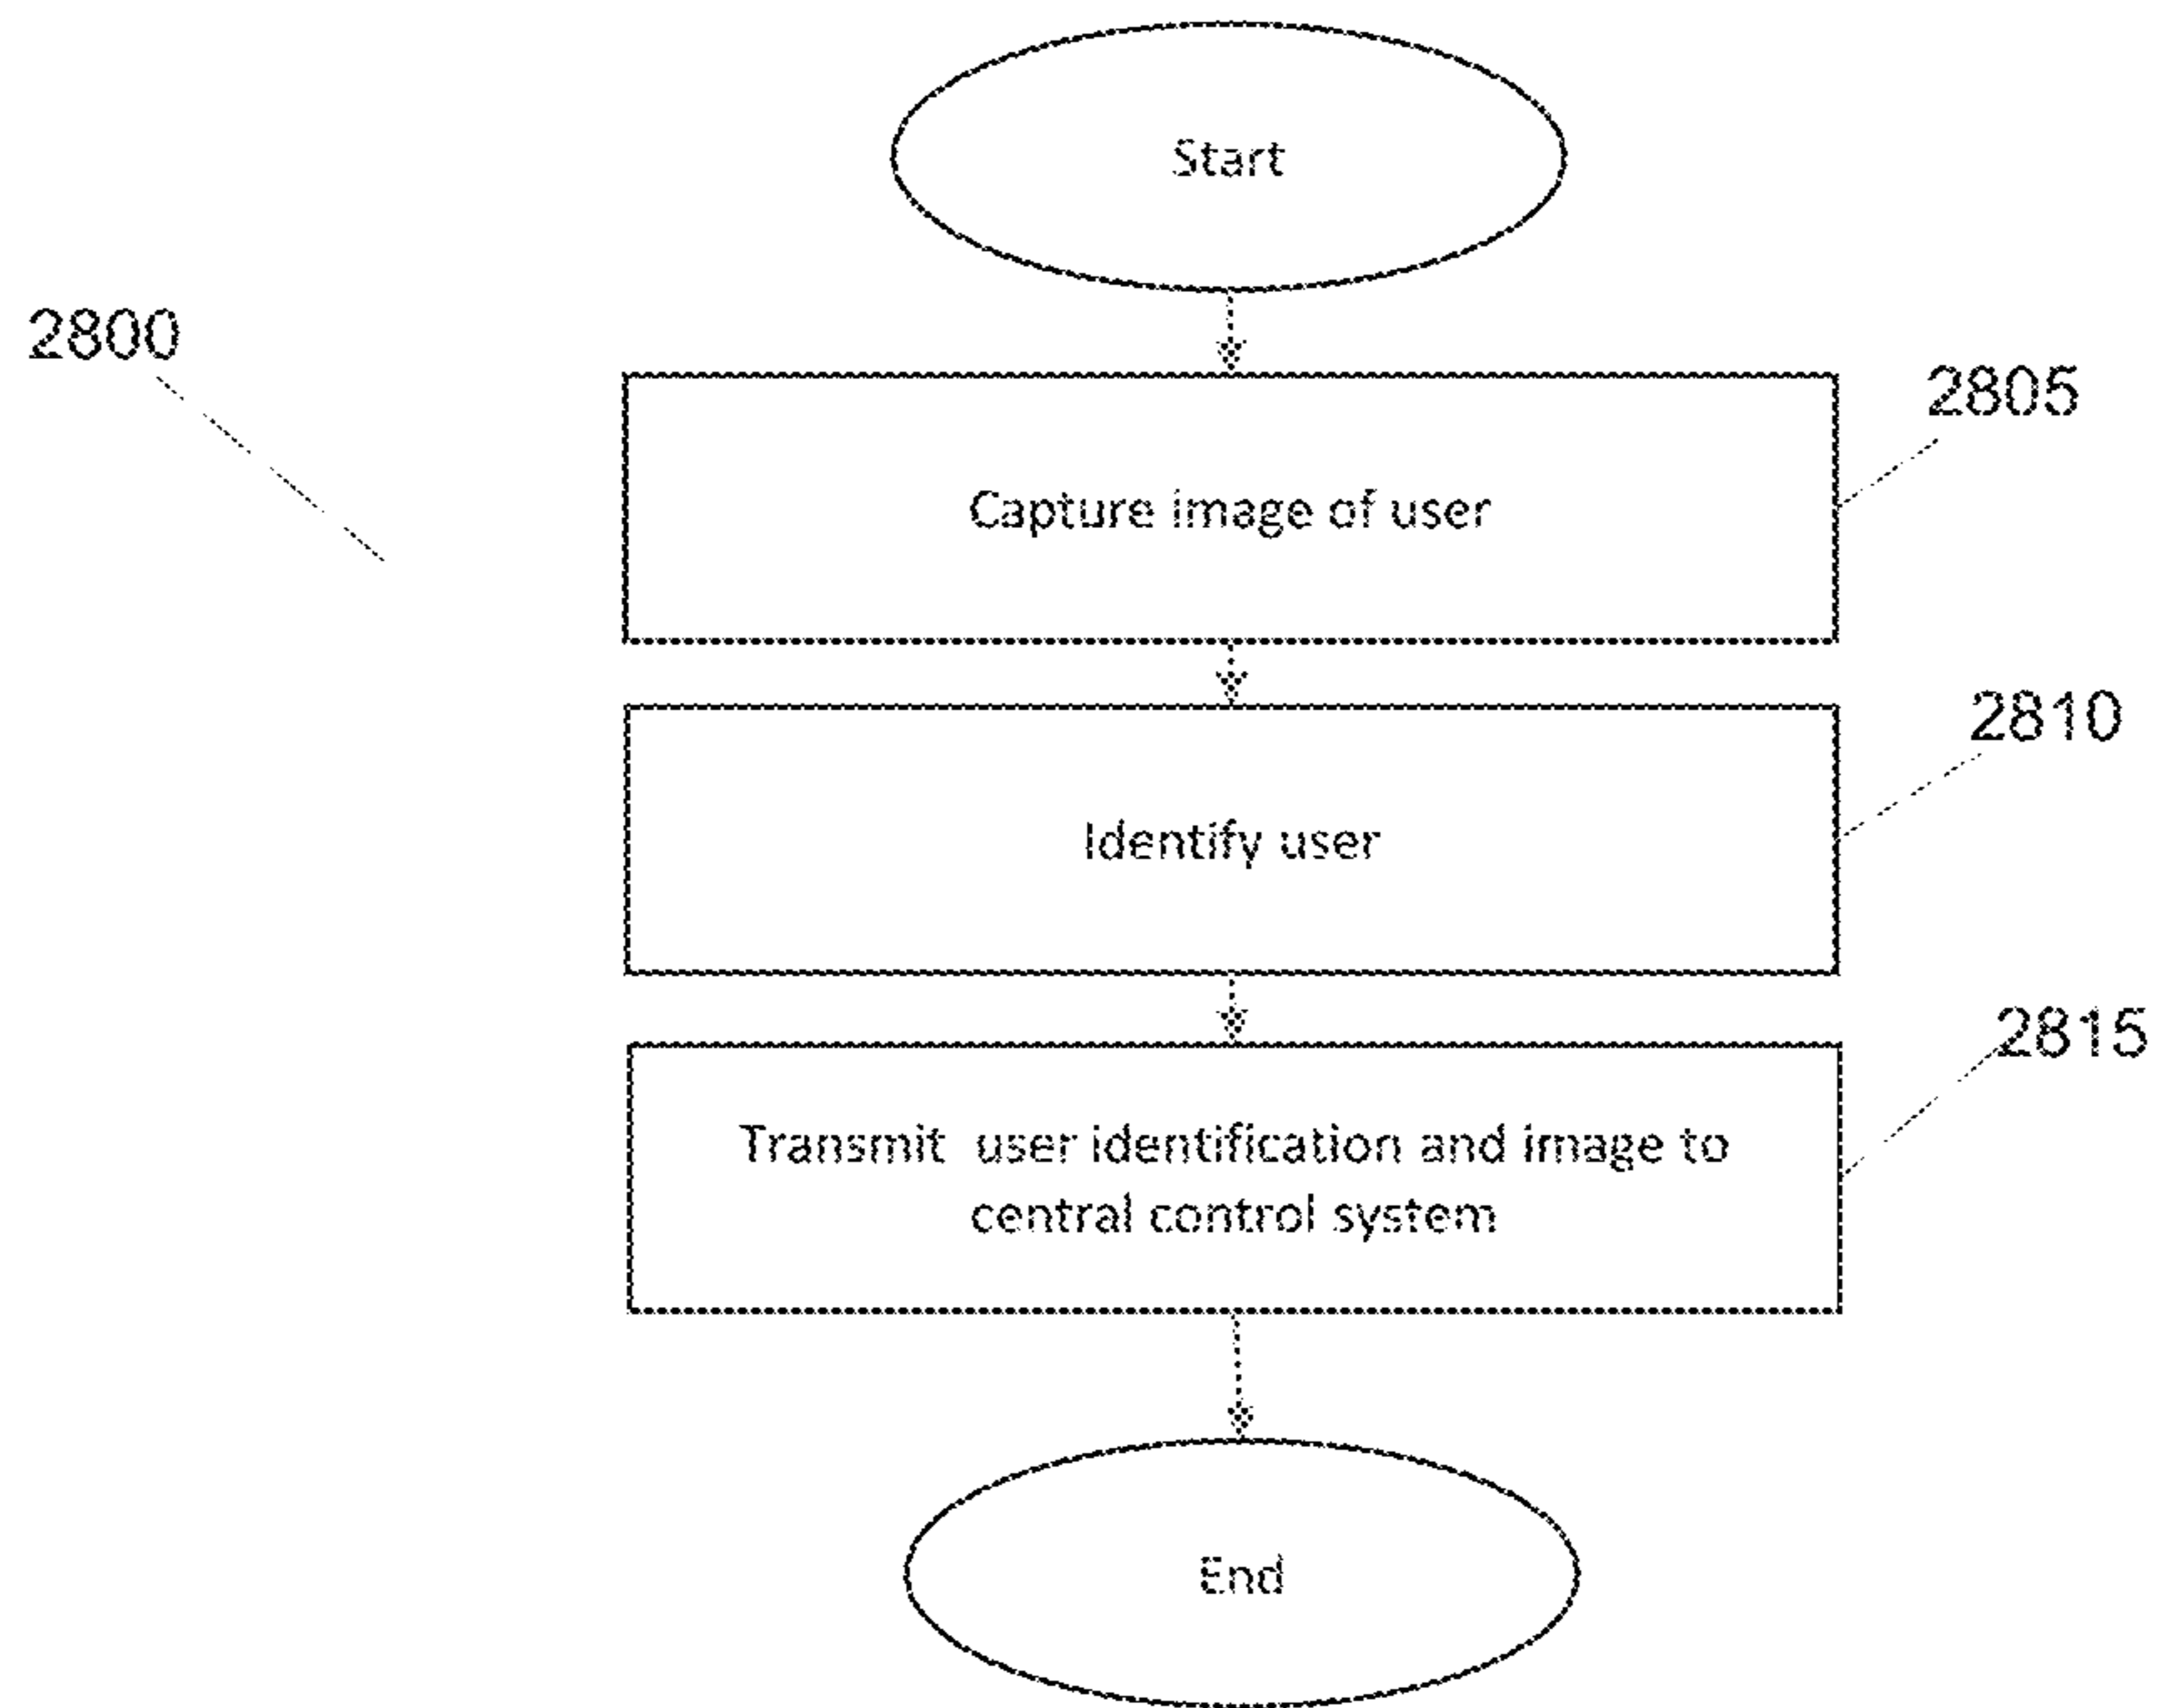 Start
2800
2805
Capture image of user
2810
Identify user
2815
Transmit  user identification and image to
central control system
End